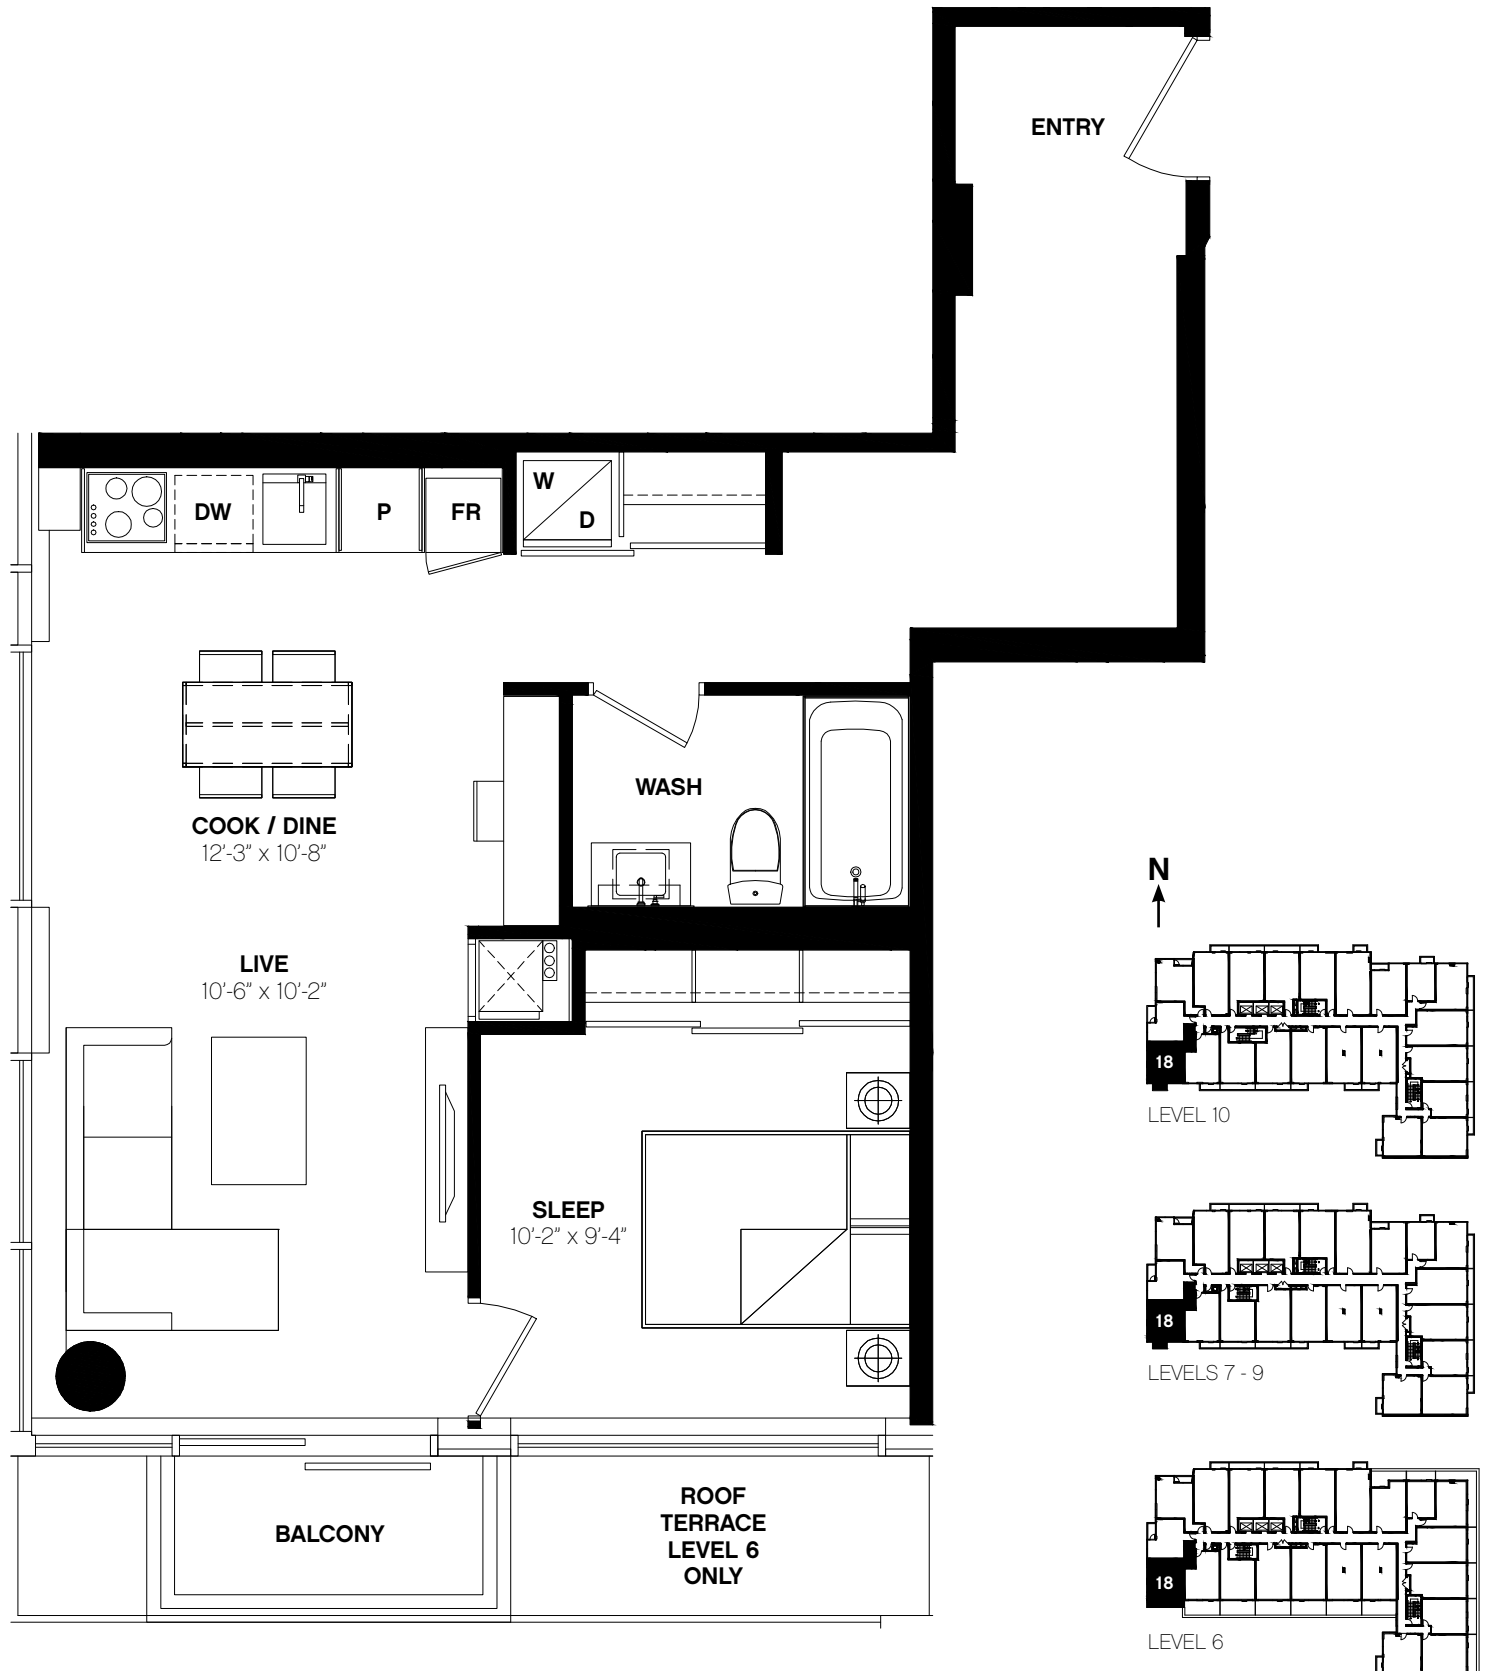 ENTRY
W
D
DW
P
FR
WASH
COOK / DINE
12'-3" x 10'-8"
LIVE
10'-6" x 10'-2"
SLEEP
10'-2" x 9'-4"
BALCONY
ROOF
TERRACE
LEVEL 6
ONLY
N
18
LEVEL 10
18
LEVELS 7 - 9
18
LEVEL 6